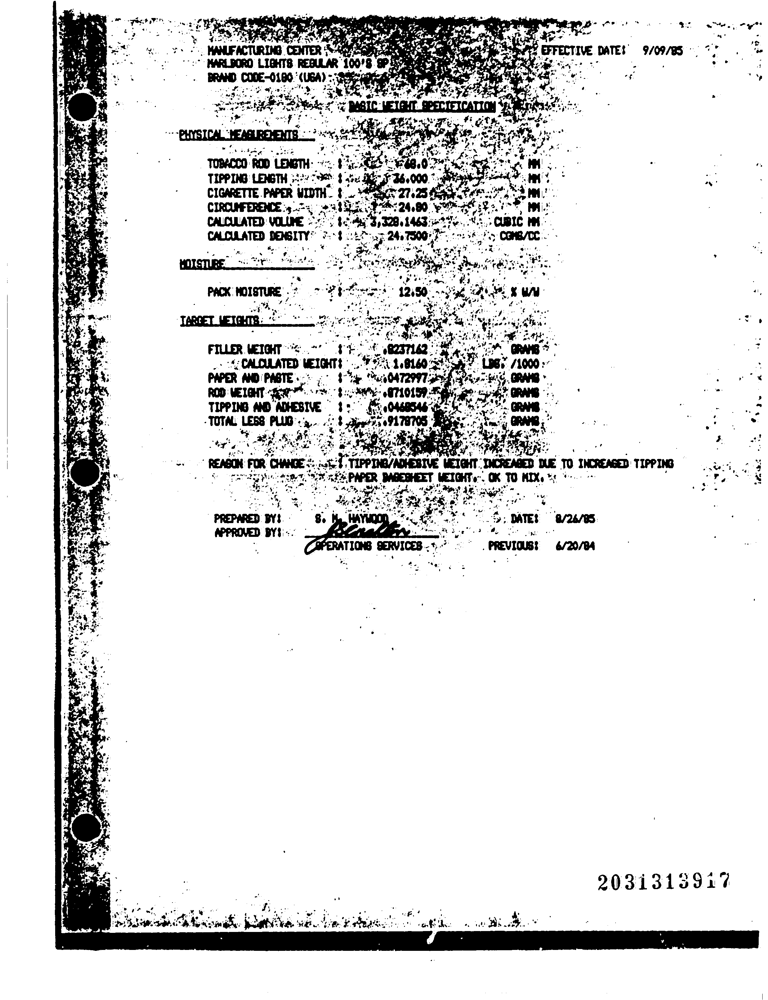 MANUFACTURING CENTER EFFECTIVE DATE: 9/09/85
MARLBORO LIGHTS REGULAR 100'S SP
BRAND CODE-0180 (USA)
BASIC WEIGHT SPECIFICATION
PHYSICAL MEASUREMENTS
TOBACCO ROD LENGTH : 68.0 MM
TIPPING LENGTH : 36.000 MM
CIGARETTE PAPER WIDTH : 27.25 MM
CIRCUMFERENCE : 24.80 MM
CALCULATED VOLUME : 3,328.1463 CUBIC MM
CALCULATED DENSITY : 24.7500 CGMS/CC
MOISTURE
PACK MOISTURE : 12.50 % W/W
TARGET WEIGHTS
FILLER WEIGHT : .8237162 GRAMS
CALCULATED WEIGHT: 1.8160 LBS. /1000
PAPER AND PASTE : .0472997 GRAMS
ROD WEIGHT : .8710159 GRAMS
TIPPING AND ADHESIVE : .0468546 GRAMS
TOTAL LESS PLUG : .9178705 GRAMS
REASON FOR CHANGE : TIPPING/ADHESIVE WEIGHT INCREASED DUE TO INCREASED TIPPING
PAPER BASESHEET WEIGHT. OK TO MIX.
PREPARED BY: S. H. HAYWOOD DATE: 8/26/85
APPROVED BY:
OPERATIONS SERVICES PREVIOUS: 6/20/84
2031313917